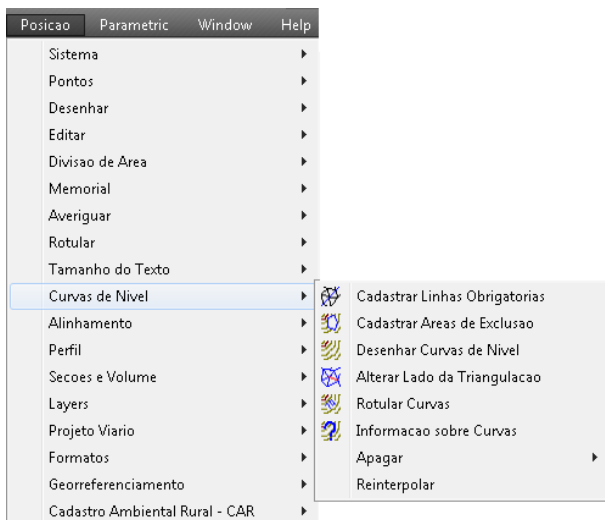 Posicao Parametric Window Help
Sistema
Pontos
Desenhar
Editar
Divisao de Area
Memorial
Averiguar
Rotular
Tamanho do Texto
Curvas de Nivel
Alinhamento
Perfil
Secoes e Volume
Layers
Projeto Viario
Formatos
Georreferenciamento
Cadastro Ambiental Rural - CAR
Cadastrar Linhas Obrigatorias
Cadastrar Areas de Exclusao
Desenhar Curvas de Nivel
Alterar Lado da Triangulacao
Rotular Curvas
Informacao sobre Curvas
Apagar
Reinterpolar